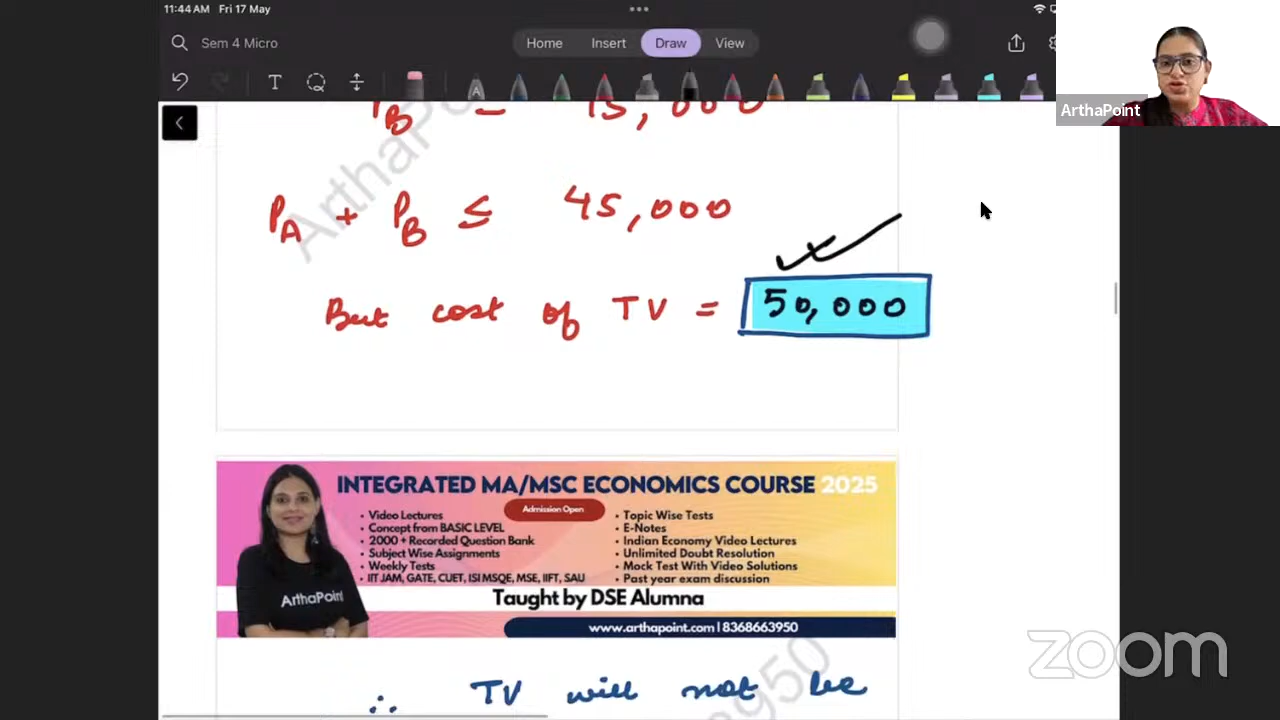 11:44 AM Fri 17 May
Sem 4 Micro
Home Insert Draw View
ArthaPoint
P_B = 15,000
P_A + P_B ≤ 45,000
But cost of TV = 50,000
INTEGRATED MA/MSC ECONOMICS COURSE 2025
Admission Open
• Video Lectures
• Concept from BASIC LEVEL
• 2000 + Recorded Question Bank
• Subject Wise Assignments
• Weekly Tests
• IIT JAM, GATE, CUET, ISI MSQE, MSE, IIFT, SAU
• Topic Wise Tests
• E-Notes
• Indian Economy Video Lectures
• Unlimited Doubt Resolution
• Mock Test With Video Solutions
• Past year exam discussion
ArthaPoint
Taught by DSE Alumna
www.arthapoint.com | 8368663950
zoom
∴ TV will not be